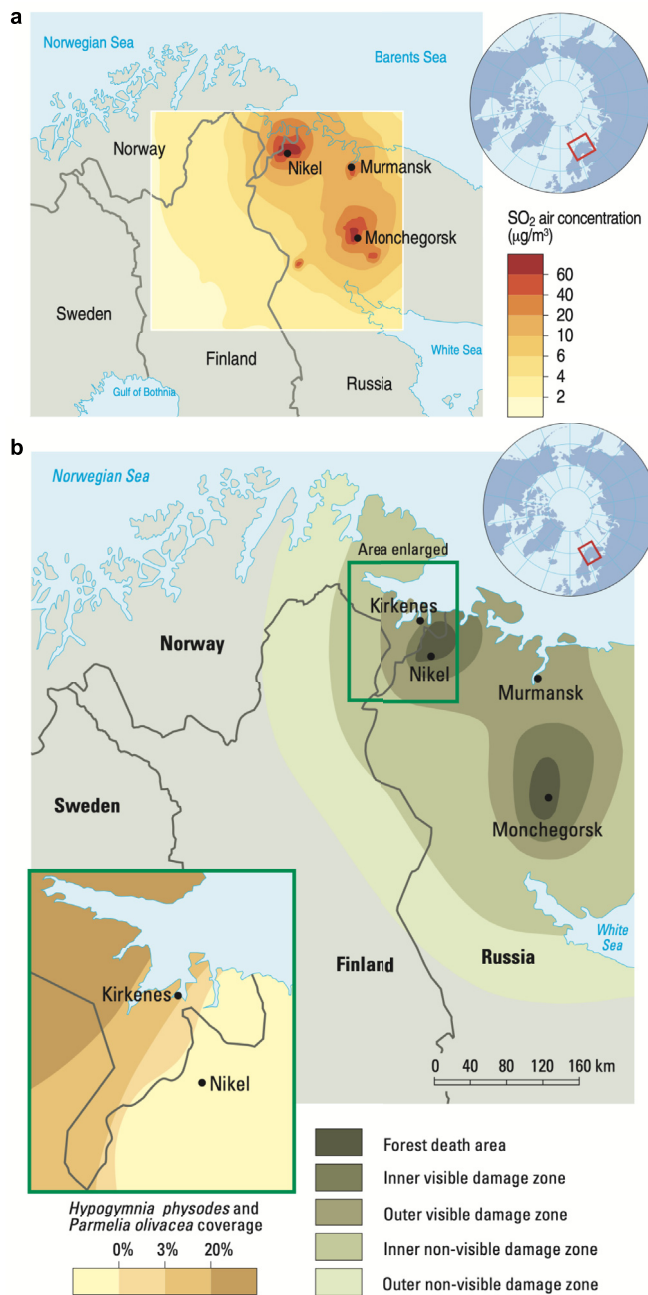 a
Norwegian Sea
Barents Sea
Norway
Nikel
Murmansk
Monchegorsk
Sweden
Finland
Russia
White Sea
Gulf of Bothnia
SO₂ air concentration
(µg/m³)
60
40
20
10
6
4
2
b
Norwegian Sea
Area enlarged
Kirkenes
Norway
Nikel
Murmansk
Sweden
Monchegorsk
White
Sea
Finland
Russia
Kirkenes
Nikel
0 40 80 120 160 km
Hypogymnia physodes and
Parmelia olivacea coverage
0% 3% 20%
Forest death area
Inner visible damage zone
Outer visible damage zone
Inner non-visible damage zone
Outer non-visible damage zone